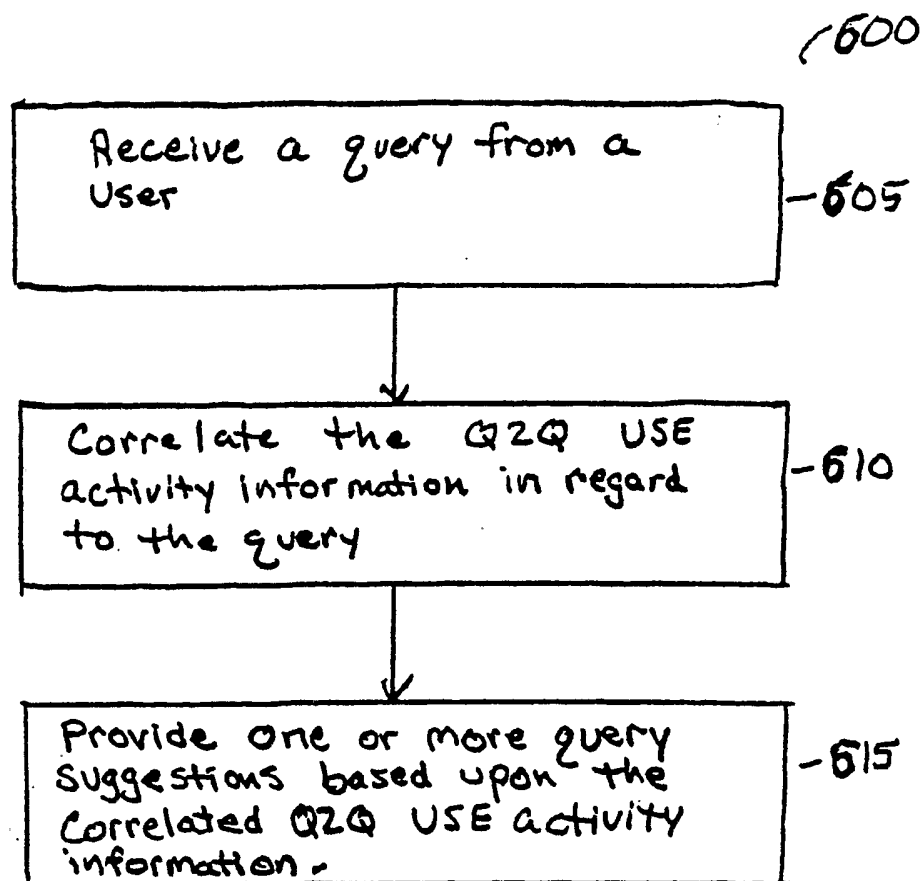 600
Receive a query from a
user
605
Correlate the Q2Q USE
activity information in regard
to the query
610
Provide one or more query
suggestions based upon the
Correlated Q2Q USE activity
information.
615